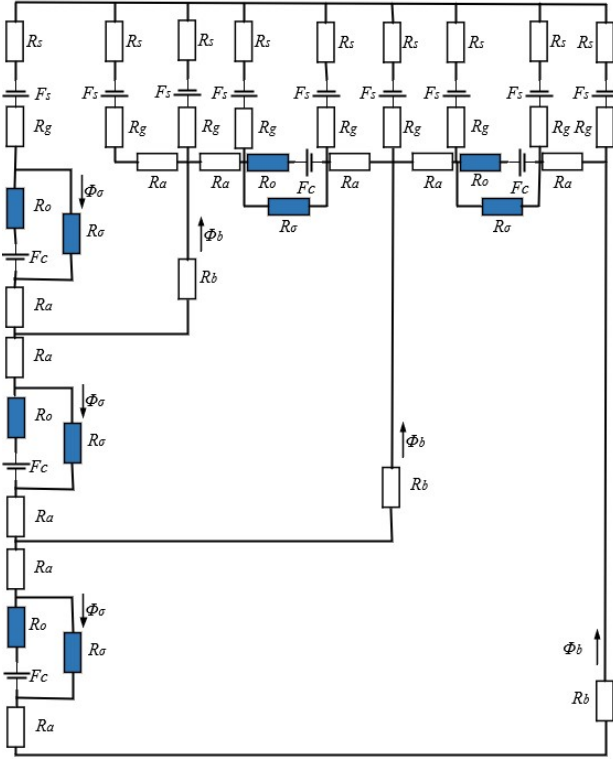 Rs Rs Rs Rs Rs Rs Rs Rs Rs
Fs Fs Fs Fs Fs Fs Fs Fs Fs
Rg Rg Rg Rg Rg Rg Rg Rg Rg
Ra Ra Ro Fc Ra Ra Ro Fc Ra
Ro Φσ
Rσ Φb Rσ Rσ
Fc
Rb
Ra
Ra
Ro Φσ
Rσ Φb
Fc
Rb
Ra
Ra
Ro Φσ
Rσ Φb
Fc
Rb
Ra